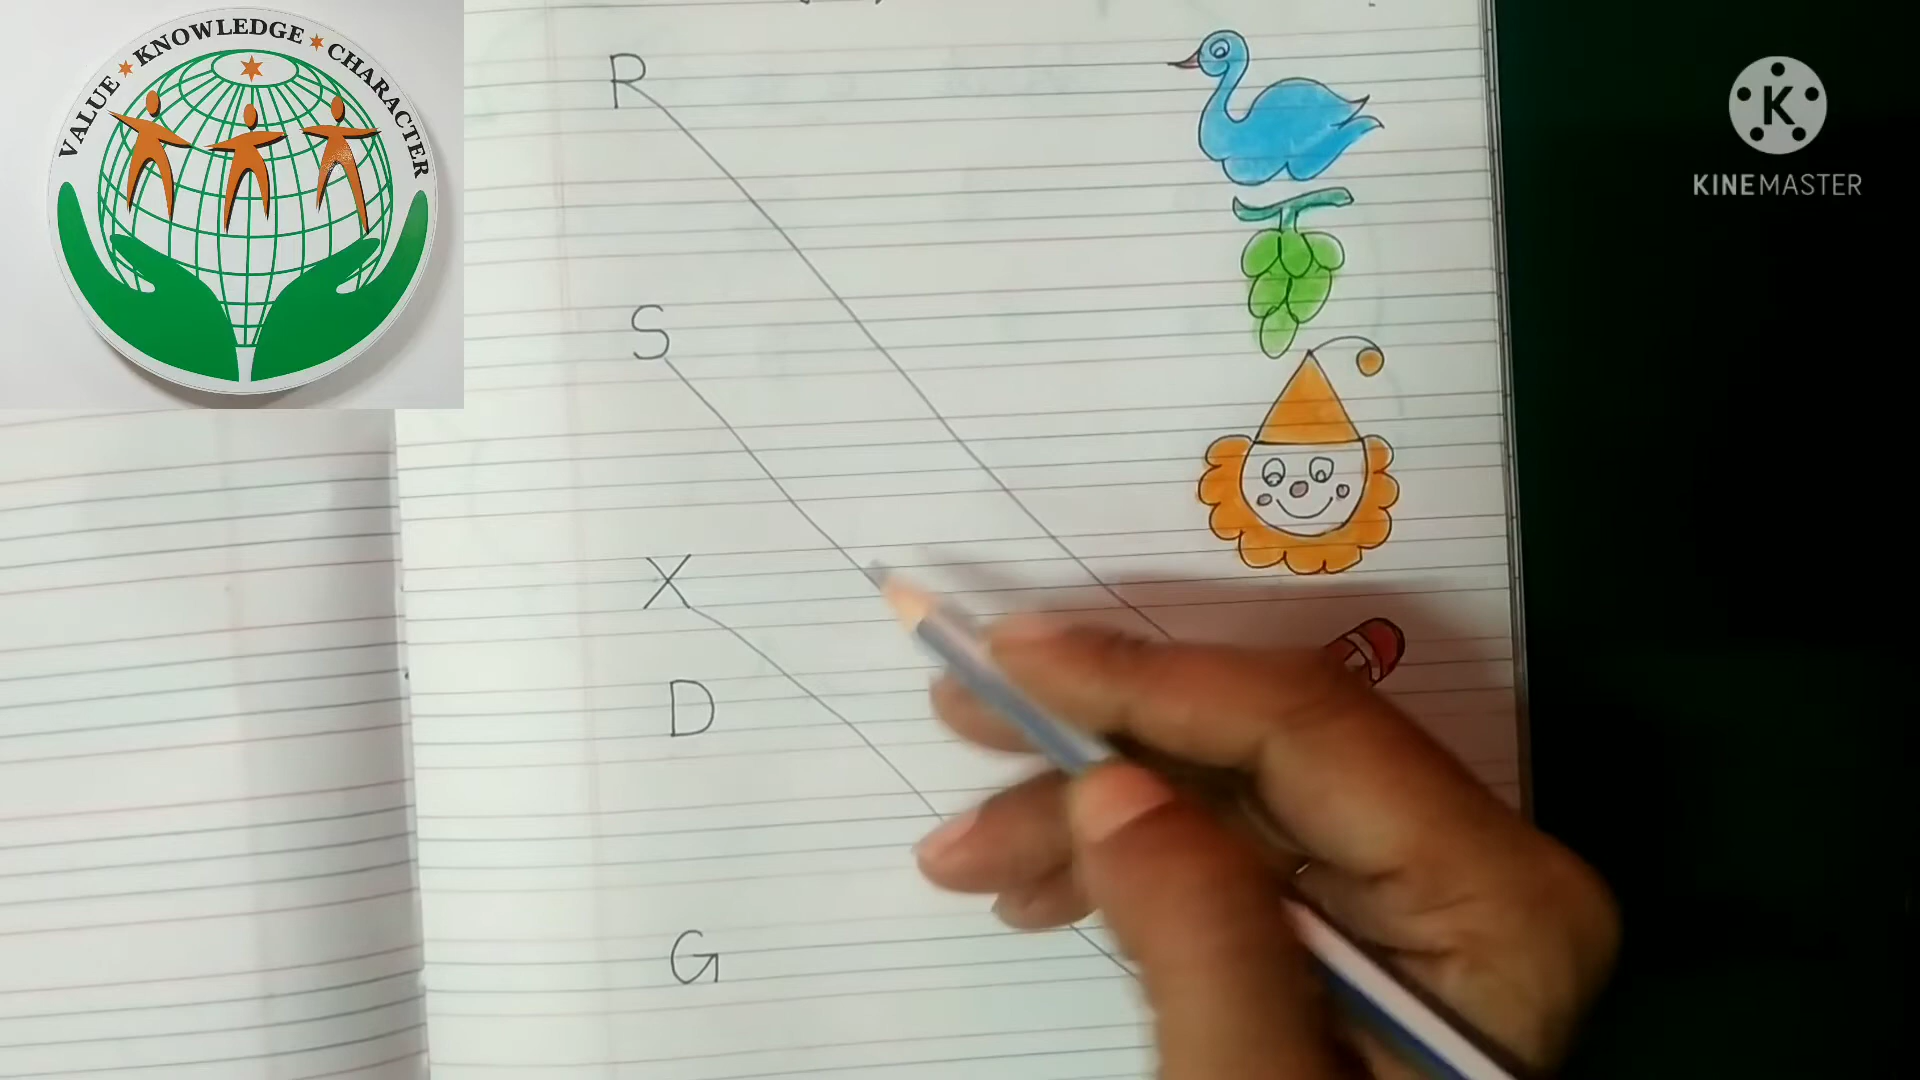 VALUE ★ KNOWLEDGE ★ CHARACTER
K
KINEMASTER
R
S
X
D
G